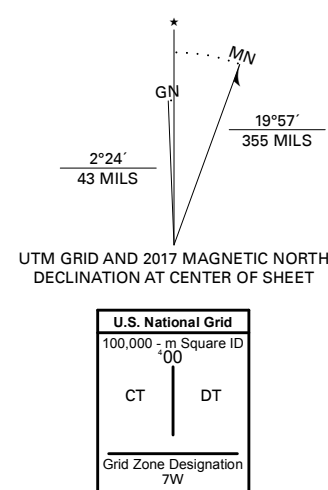 ★
MN
GN
19°57´
355 MILS
2°24´
43 MILS
UTM GRID AND 2017 MAGNETIC NORTH
DECLINATION AT CENTER OF SHEET
U.S. National Grid
100,000 - m Square ID
⁴00
CT DT
Grid Zone Designation
7W